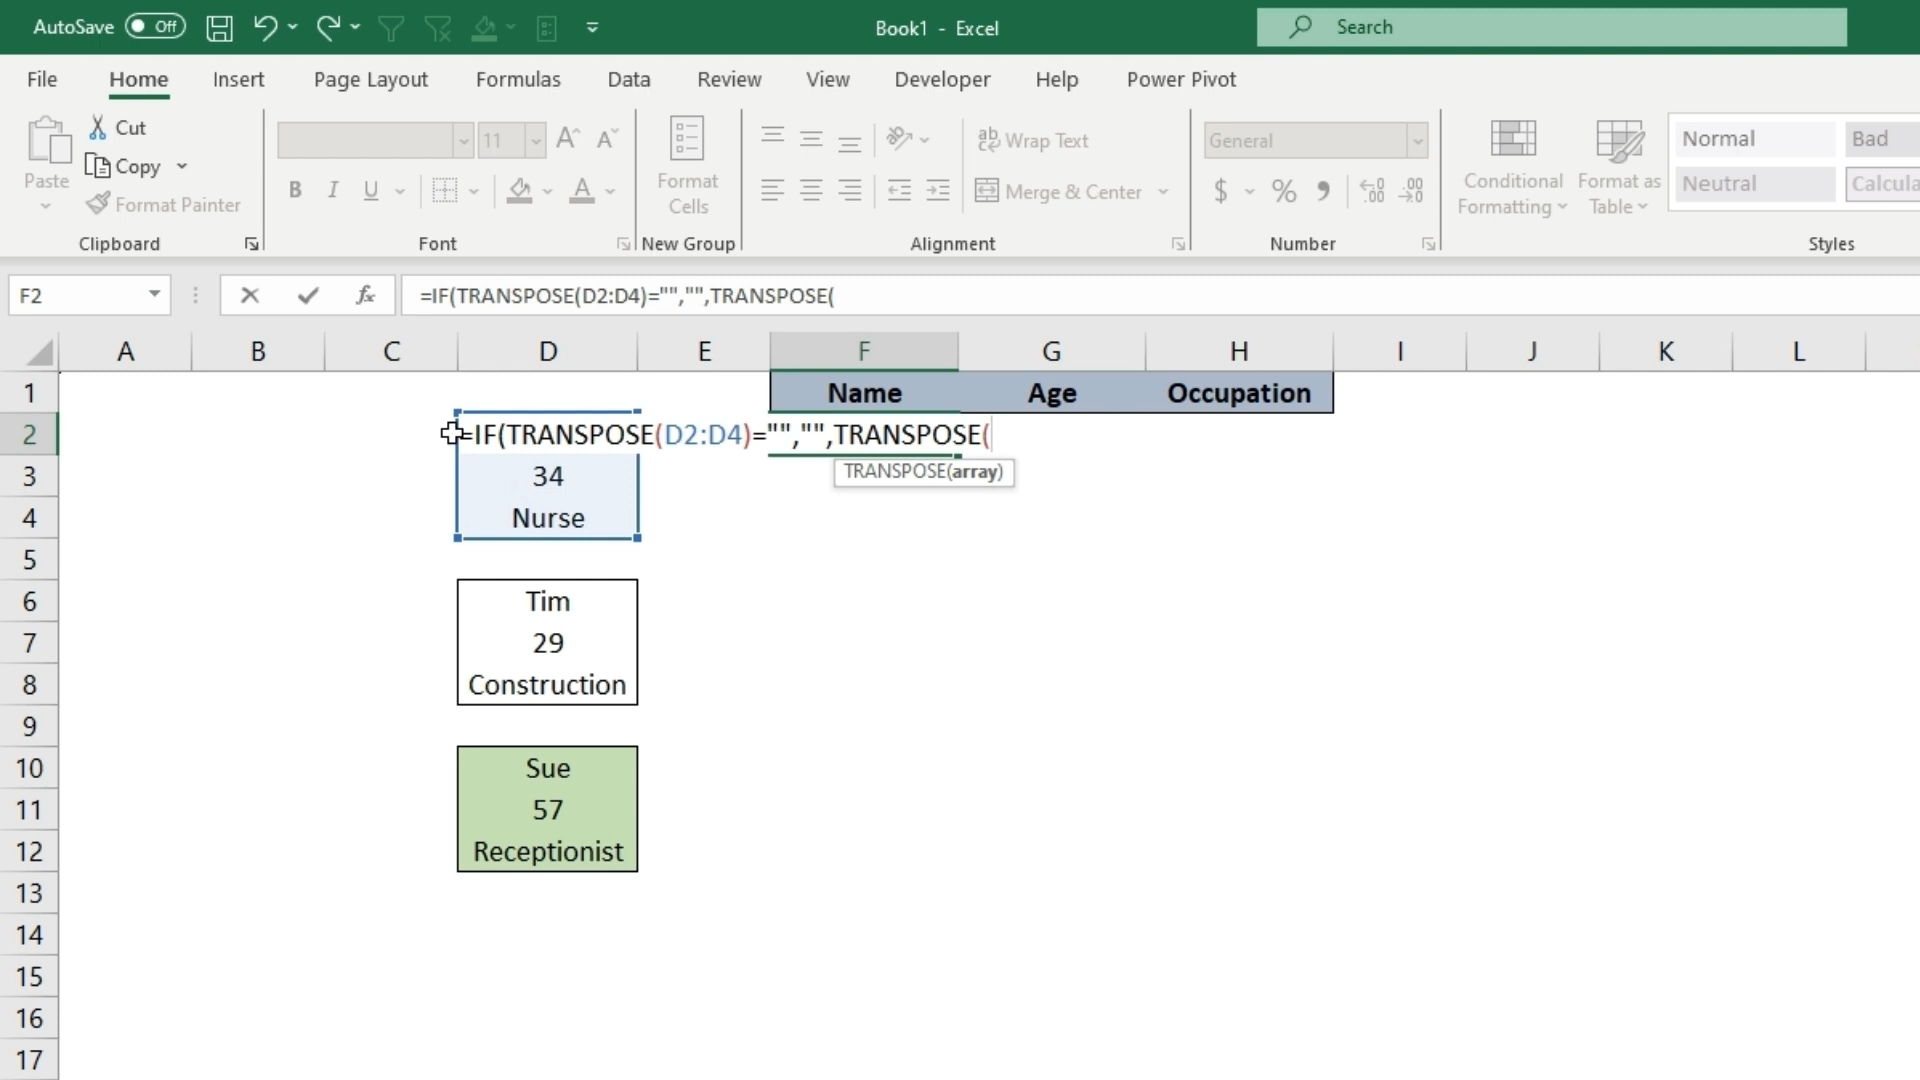 AutoSave Off Book1 - Excel Search
File Home Insert Page Layout Formulas Data Review View Developer Help Power Pivot
Paste
Cut
Copy
Format Painter
Clipboard
11
B I U
A
Font
Format
Cells
New Group
Wrap Text
Merge & Center
Alignment
General
$ % 
Number
Conditional
Formatting
Format as
Table
Normal Bad
Neutral Calcula
Styles
F2 fx =IF(TRANSPOSE(D2:D4)="","",TRANSPOSE(
A B C D E F G H I J K L
1 Name Age Occupation
2 =IF(TRANSPOSE(D2:D4)="","",TRANSPOSE(
TRANSPOSE(array)
3 34
4 Nurse
5
6 Tim
7 29
8 Construction
9
10 Sue
11 57
12 Receptionist
13
14
15
16
17